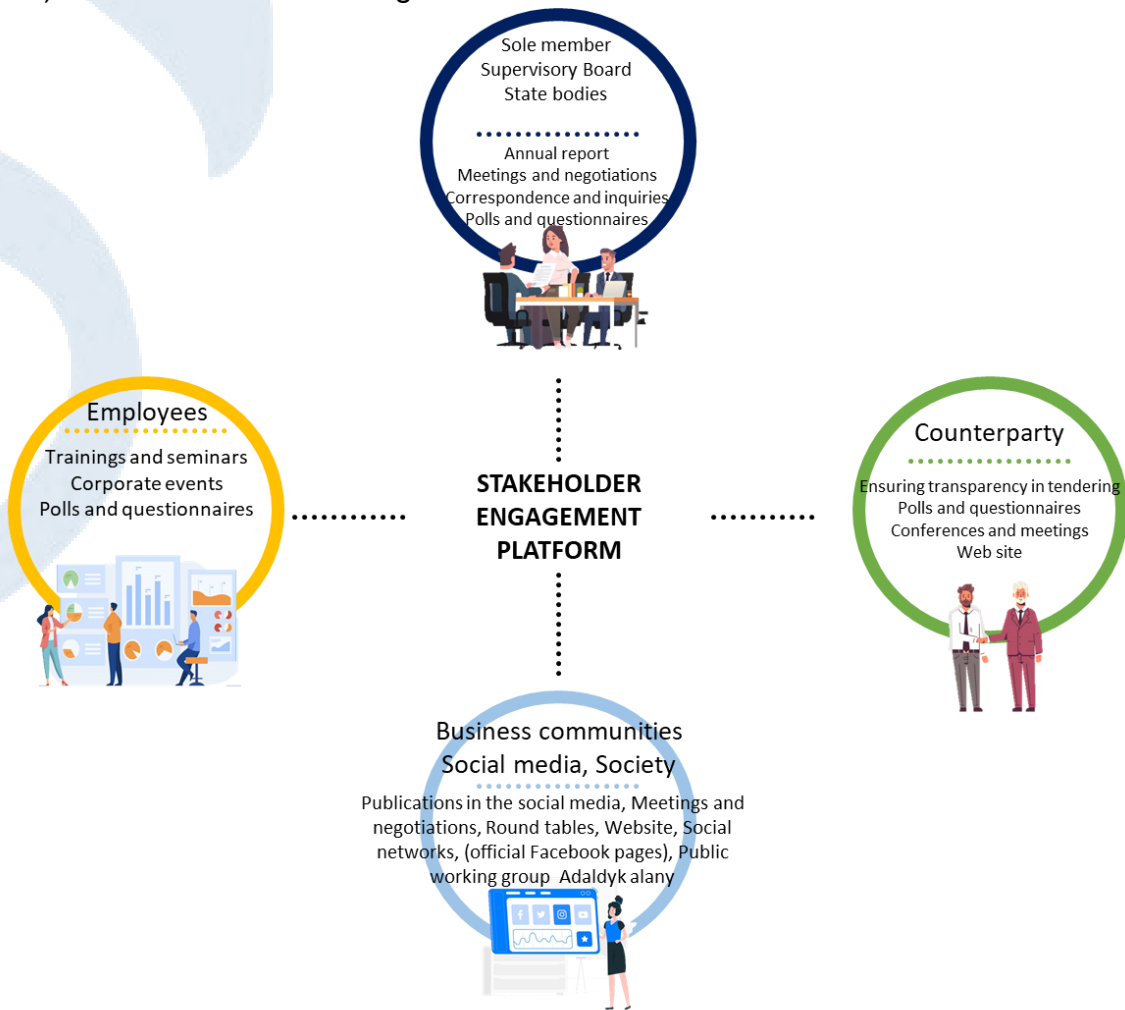 Sole member
Supervisory Board
State bodies
Annual report
Meetings and negotiations
Correspondence and inquiries
Polls and questionnaires
Employees
Trainings and seminars
Corporate events
Polls and questionnaires
STAKEHOLDER
ENGAGEMENT
PLATFORM
Counterparty
Ensuring transparency in tendering
Polls and questionnaires
Conferences and meetings
Web site
Business communities
Social media, Society
Publications in the social media, Meetings and
negotiations, Round tables, Website, Social
networks, (official Facebook pages), Public
working group Adaldyk alany